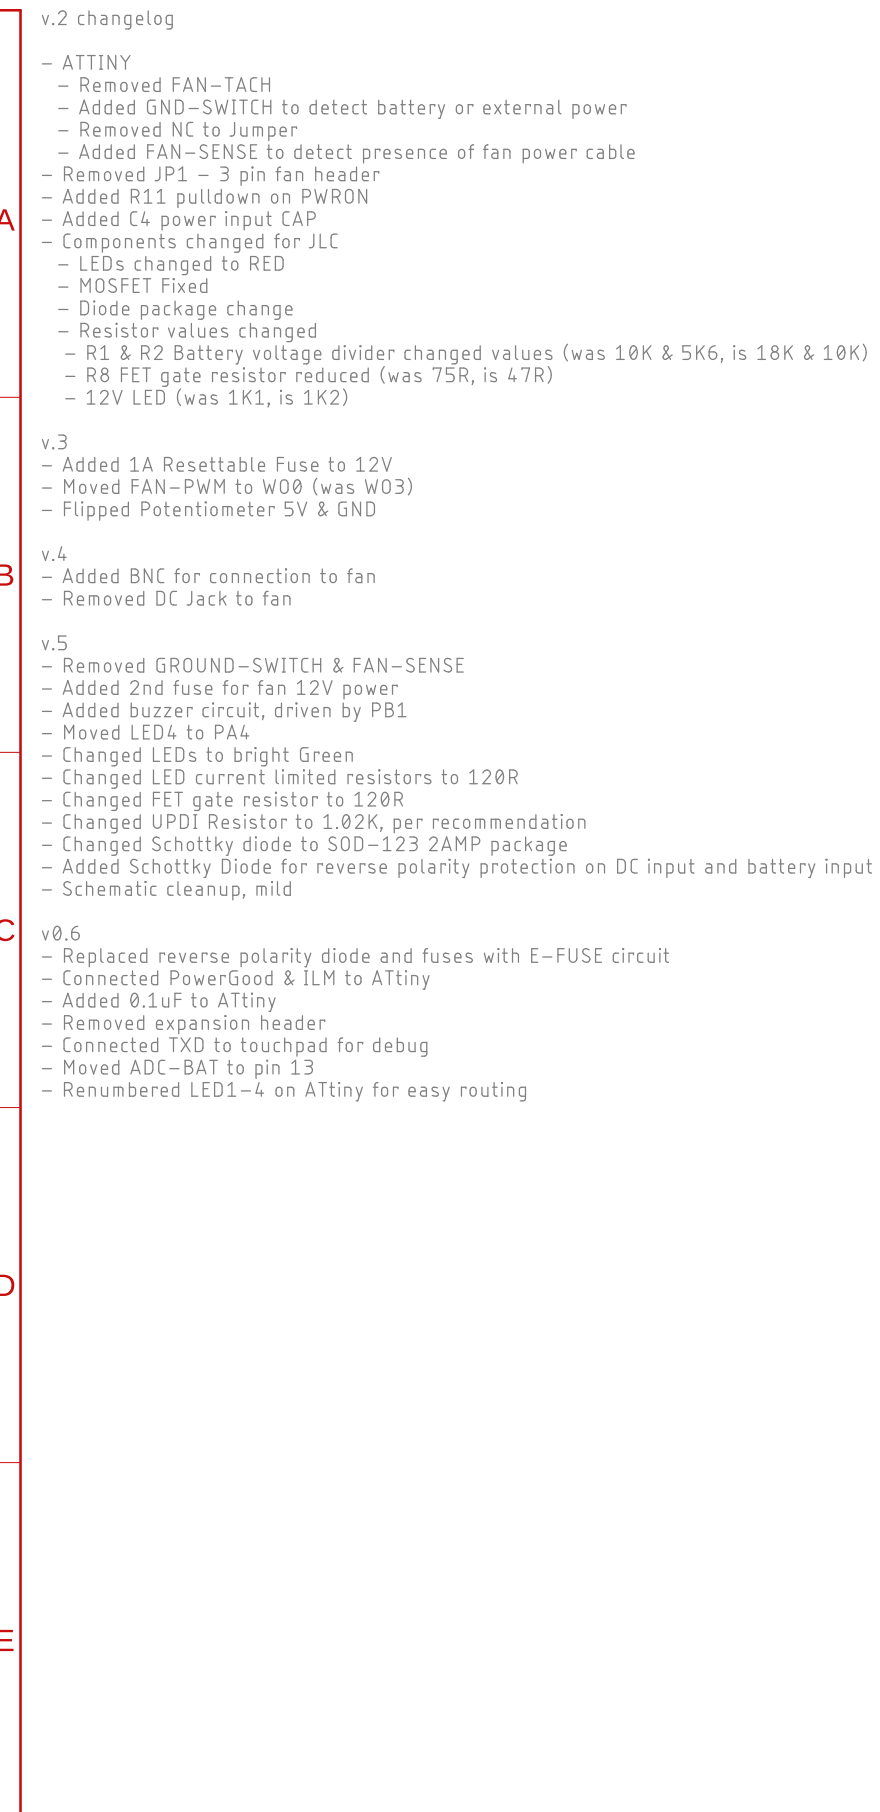 v.2 changelog
- ATTINY
- Removed FAN-TACH
- Added GND-SWITCH to detect battery or external power
- Removed NC to Jumper
- Added FAN-SENSE to detect presence of fan power cable
- Removed JP1 - 3 pin fan header
- Added R11 pulldown on PWRON
- Added C4 power input CAP
- Components changed for JLC
- LEDs changed to RED
- MOSFET Fixed
- Diode package change
- Resistor values changed
- R1 & R2 Battery voltage divider changed values (was 10K & 5K6, is 18K & 10K)
- R8 FET gate resistor reduced (was 75R, is 47R)
- 12V LED (was 1K1, is 1K2)
v.3
- Added 1A Resettable Fuse to 12V
- Moved FAN-PWM to WO0 (was WO3)
- Flipped Potentiometer 5V & GND
v.4
- Added BNC for connection to fan
- Removed DC Jack to fan
v.5
- Removed GROUND-SWITCH & FAN-SENSE
- Added 2nd fuse for fan 12V power
- Added buzzer circuit, driven by PB1
- Moved LED4 to PA4
- Changed LEDs to bright Green
- Changed LED current limited resistors to 120R
- Changed FET gate resistor to 120R
- Changed UPDI Resistor to 1.02K, per recommendation
- Changed Schottky diode to SOD-123 2AMP package
- Added Schottky Diode for reverse polarity protection on DC input and battery input
- Schematic cleanup, mild
v0.6
- Replaced reverse polarity diode and fuses with E-FUSE circuit
- Connected PowerGood & ILM to ATtiny
- Added 0.1uF to ATtiny
- Removed expansion header
- Connected TXD to touchpad for debug
- Moved ADC-BAT to pin 13
- Renumbered LED1-4 on ATtiny for easy routing
A
B
C
D
E